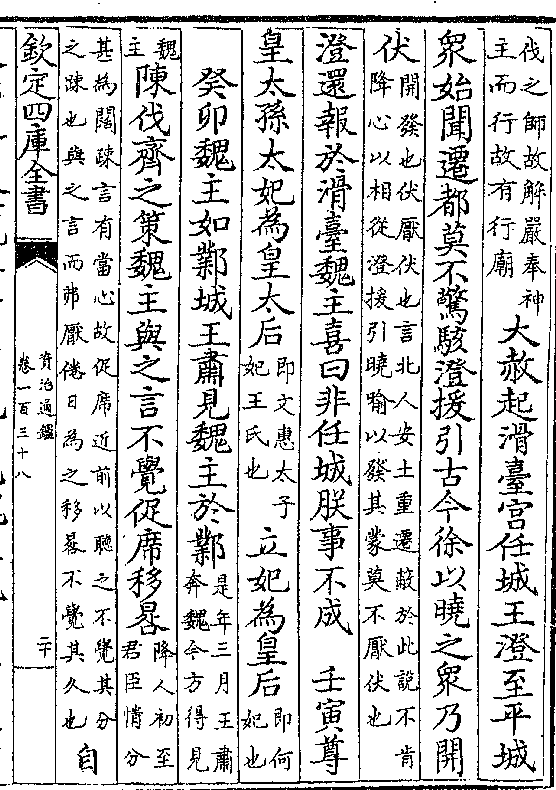 伐之師故解嚴奉神主而行故有行廟大赦起滑臺宮任城王澄至平城
衆始聞遷都莫不驚駭澄援引古今徐以曉之衆乃開
伏開發也伏厭伏也言北人安土重遷蔽於此說不肯降心以相從澄援引曉喻以發其蒙莫不厭伏也
澄還報於滑臺魏主喜曰非任城朕事不成 壬寅尊
皇太孫太妃為皇太后即文惠太子妃王氏也立妃為皇后即何妃也
癸卯魏主如鄴城王肅見魏主於鄴是年三月王肅奔魏今方得見
魏主陳伐齊之策魏主與之言不覺促席移晷降人初至君臣情分
甚為闊疎言有當心故促席近前以聽之不覺其分之疎也與之言而弗厭倦日為之移晷不覺其久也自
欽定四庫全書
資治通鑑
卷一百三十八
二十